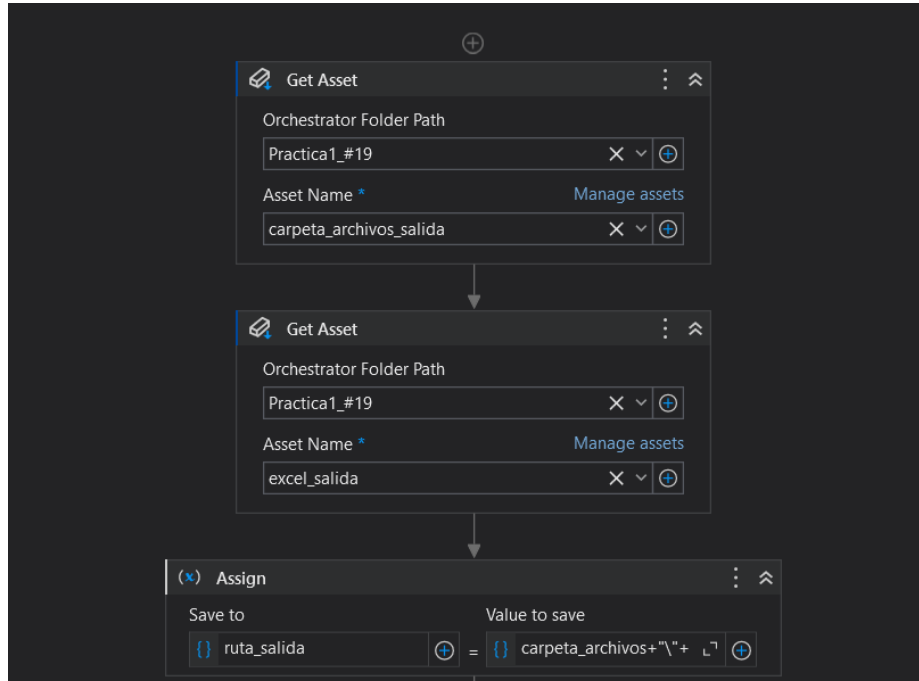 Get Asset
Orchestrator Folder Path
Practica1_#19
Asset Name * Manage assets
carpeta_archivos_salida
Get Asset
Orchestrator Folder Path
Practica1_#19
Asset Name * Manage assets
excel_salida
(x) Assign
Save to Value to save
{} ruta_salida = {} carpeta_archivos+"\"+